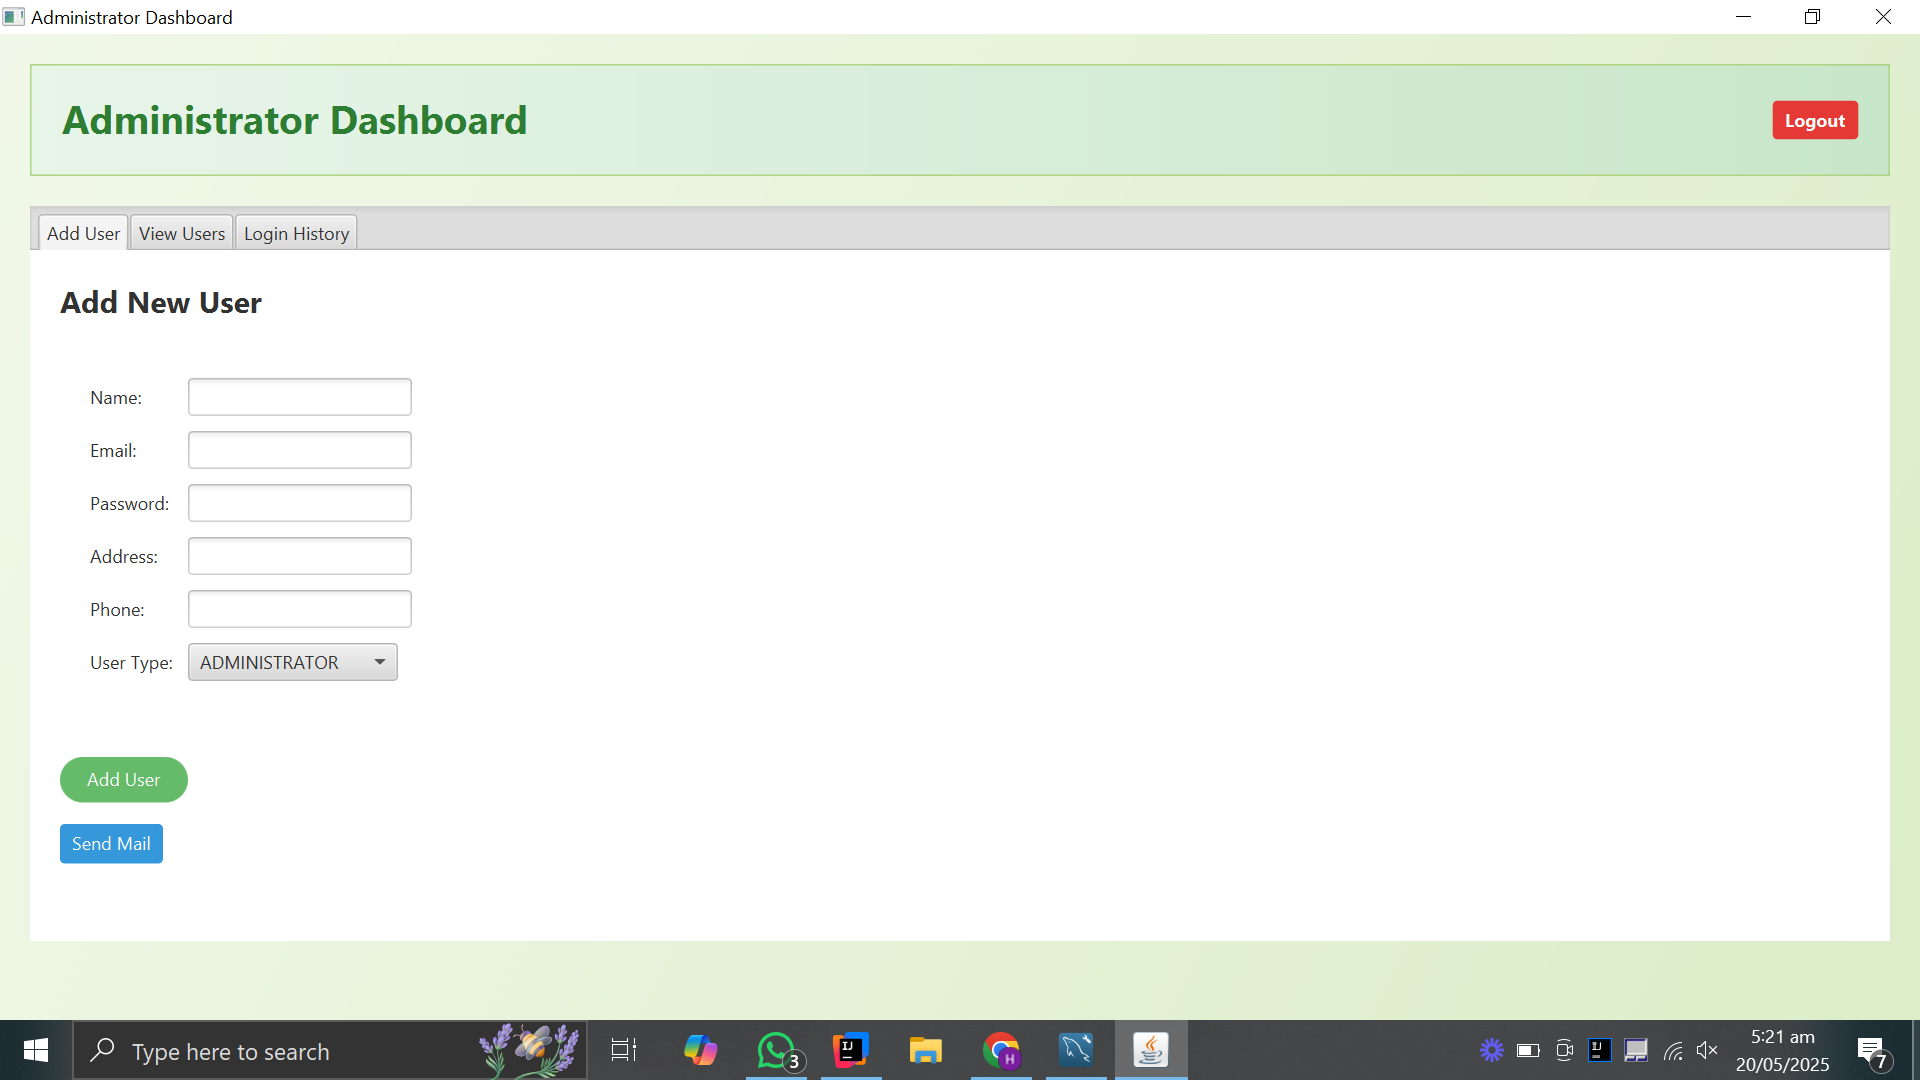 Administrator Dashboard
Administrator Dashboard
Logout
Add User
View Users
Login History
Add New User
Name:
Email:
Password:
Address:
Phone:
User Type:
ADMINISTRATOR
Add User
Send Mail
Type here to search
3
IJ
H
IJ
5:21 am
20/05/2025
7